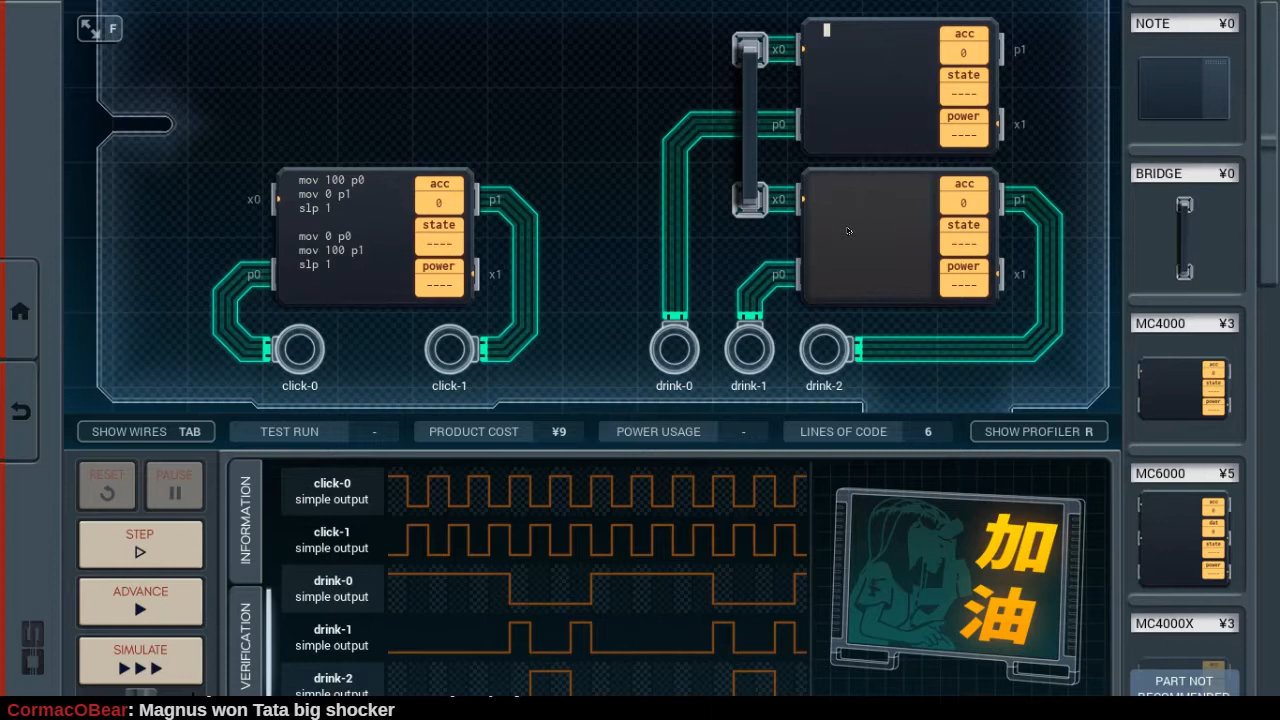 F
x0
acc
0
p1
state
----
p0
power
----
x1
mov 100 p0
mov 0 p1
slp 1
mov 0 p0
mov 100 p1
slp 1
x0
acc
0
p1
state
----
p0
power
----
x1
x0
acc
0
p1
state
----
p0
power
----
x1
click-0
click-1
drink-0
drink-1
drink-2
SHOW WIRES TAB
TEST RUN -
PRODUCT COST ¥9
POWER USAGE -
LINES OF CODE 6
SHOW PROFILER R
RESET
PAUSE
STEP
ADVANCE
SIMULATE
INFORMATION
VERIFICATION
click-0
simple output
click-1
simple output
drink-0
simple output
drink-1
simple output
drink-2
simple output
加
油
NOTE ¥0
BRIDGE ¥0
MC4000 ¥3
acc
0
state
----
power
----
MC6000 ¥5
acc
0
dat
0
state
----
power
----
MC4000X ¥3
PART NOT
RECOMMENDED
CormacOBear: Magnus won Tata big shocker